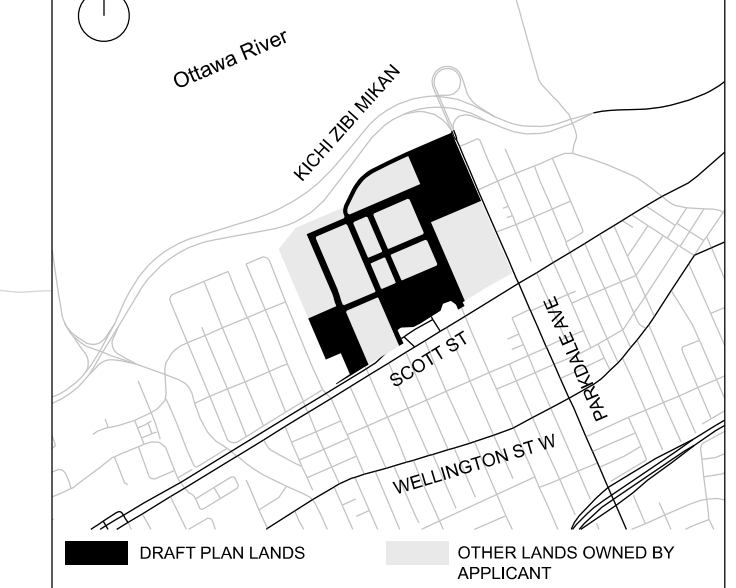 Ottawa River
KICHI ZIBI MIKAN
SCOTT ST
PARKDALE AVE
WELLINGTON ST W
DRAFT PLAN LANDS
OTHER LANDS OWNED BY
APPLICANT